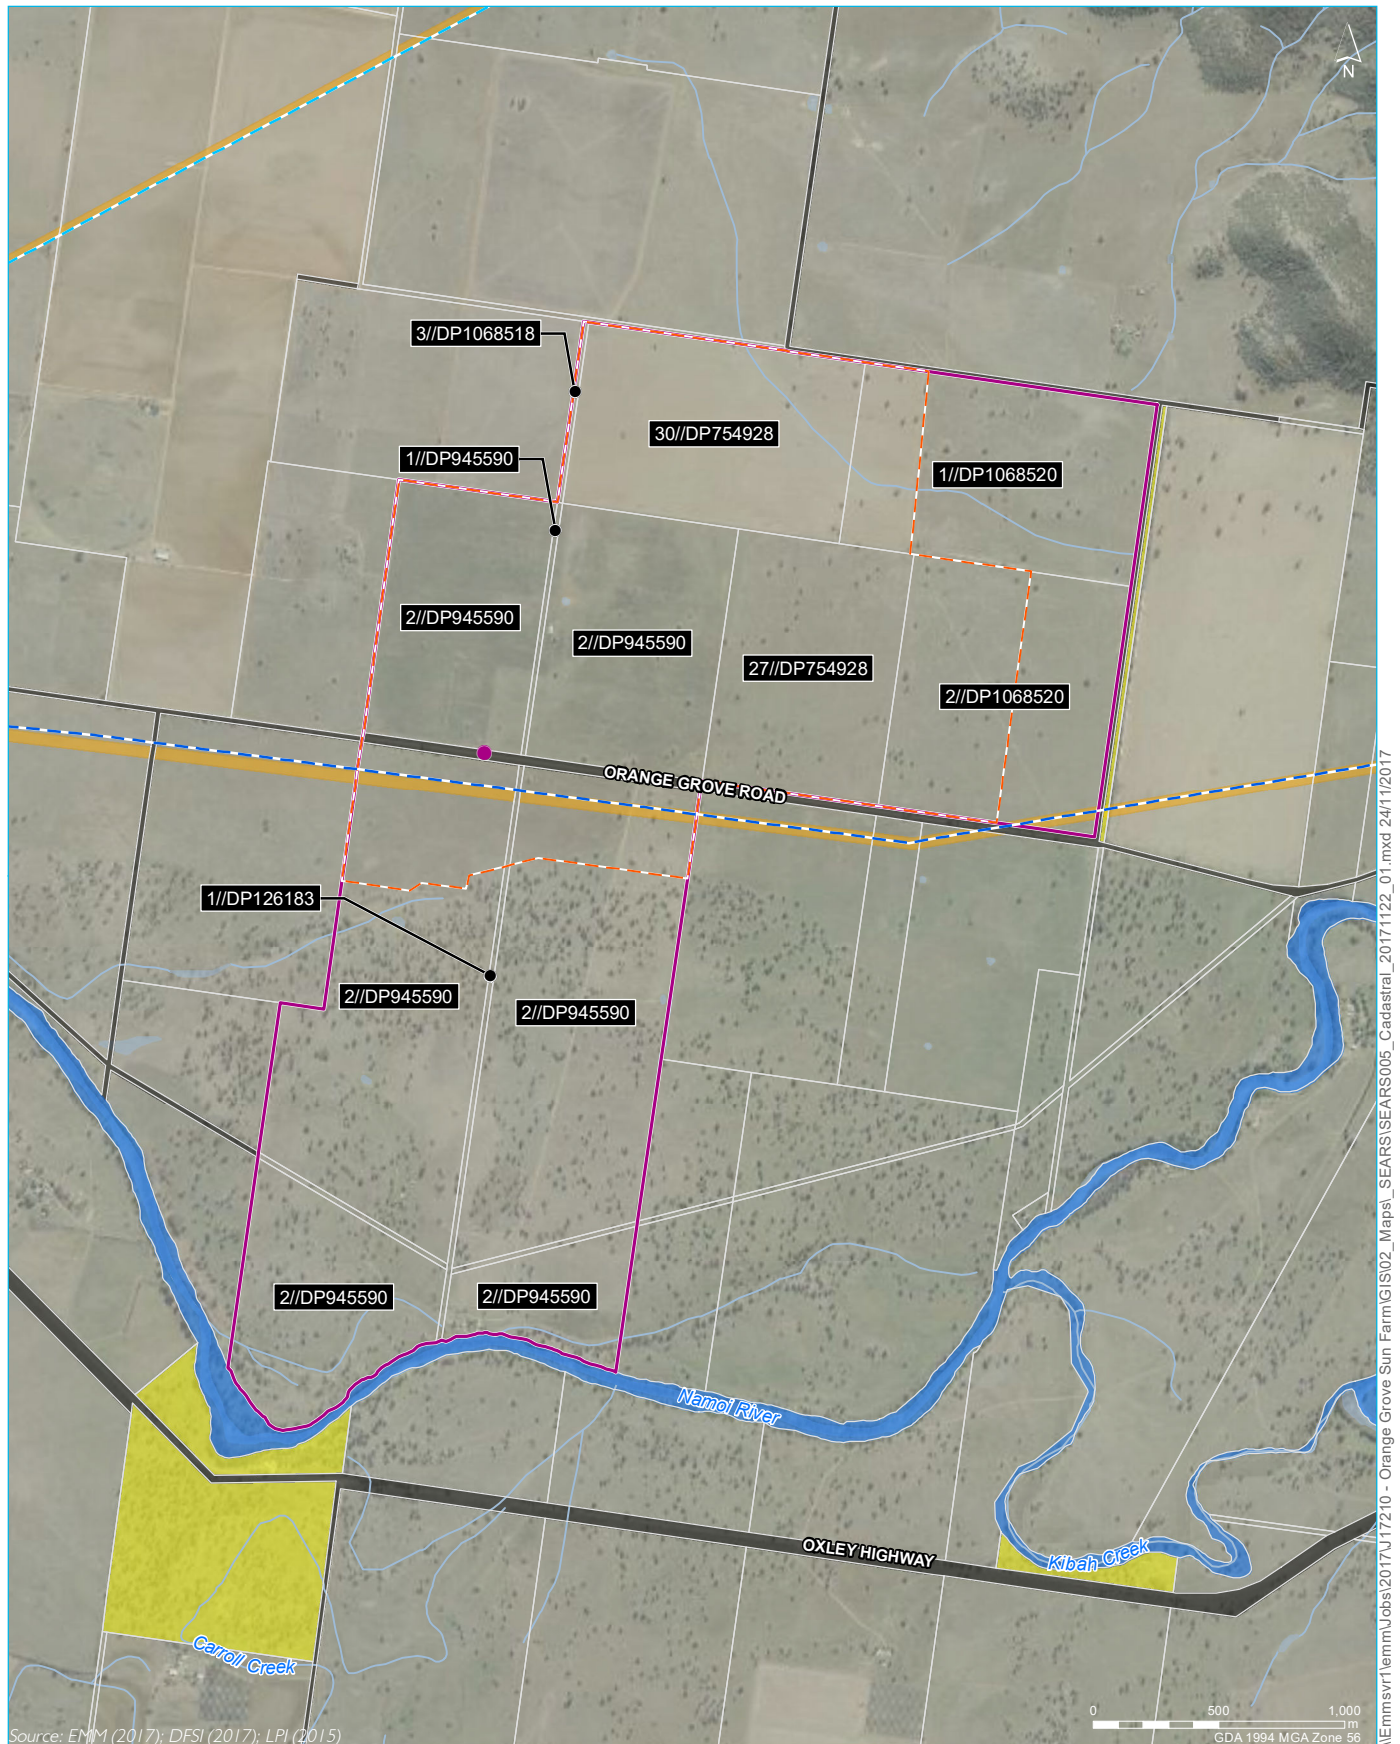 N
3//DP1068518
30//DP754928
1//DP945590
1//DP1068520
2//DP945590
2//DP945590
27//DP754928
2//DP1068520
ORANGE GROVE ROAD
1//DP126183
2//DP945590
2//DP945590
2//DP945590
2//DP945590
Namoi River
OXLEY HIGHWAY
Kibah Creek
Carroll Creek
0 500 1,000
m
GDA 1994 MGA Zone 56
Source: EMM (2017); DFSI (2017); LPI (2015)
\\Emmsvr1\emm\Jobs\2017\J17210 - Orange Grove Sun Farm\GIS\02_Maps\_SEARS\SEARS005_Cadastral_20171122_01.mxd 24/11/2017